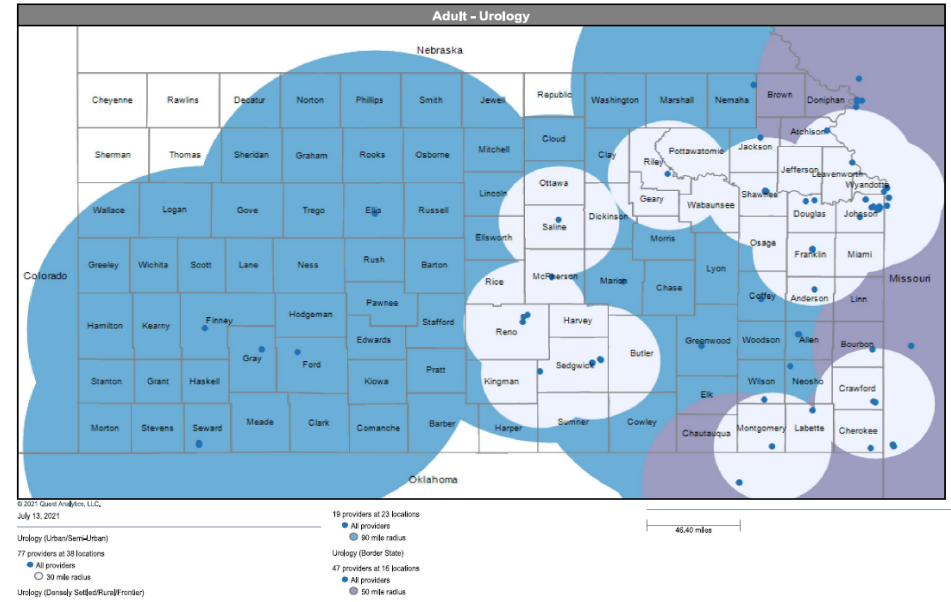 Adult - Urology
Nebraska
Cheyenne Rawlins Decatur Norton Phillips Smith Jewell Republic Washington Marshall Nemaha Brown Doniphan
Sherman Thomas Sheridan Graham Rooks Osborne Mitchell Cloud Clay Riley Pottawatomie Jackson Atchison
Jefferson Leavenworth
Wyandotte
Lincoln Ottawa Geary Wabaunsee Shawnee Douglas Johnson
Wallace Logan Gove Trego Ellis Russell Saline Dickinson
Ellsworth Morris Osage Franklin Miami
Colorado Greeley Wichita Scott Lane Ness Rush Barton Rice McPherson Marion Chase Lyon Missouri
Hamilton Kearny Finney Hodgeman Pawnee Stafford Reno Harvey Coffey Anderson Linn
Gray Ford Edwards Sedgwick Butler Greenwood Woodson Allen Bourbon
Stanton Grant Haskell Kiowa Pratt Kingman Elk Wilson Neosho Crawford
Morton Stevens Seward Meade Clark Comanche Barber Harper Sumner Cowley Chautauqua Montgomery Labette Cherokee
Oklahoma
© 2021 Quest Analytics, LLC.
July 13, 2021
Urology (Urban/Semi-Urban)
77 providers at 38 locations
All providers
30 mile radius
Urology (Densely Settled/Rural/Frontier)
19 providers at 23 locations
All providers
90 mile radius
Urology (Border State)
47 providers at 16 locations
All providers
50 mile radius
46.40 miles